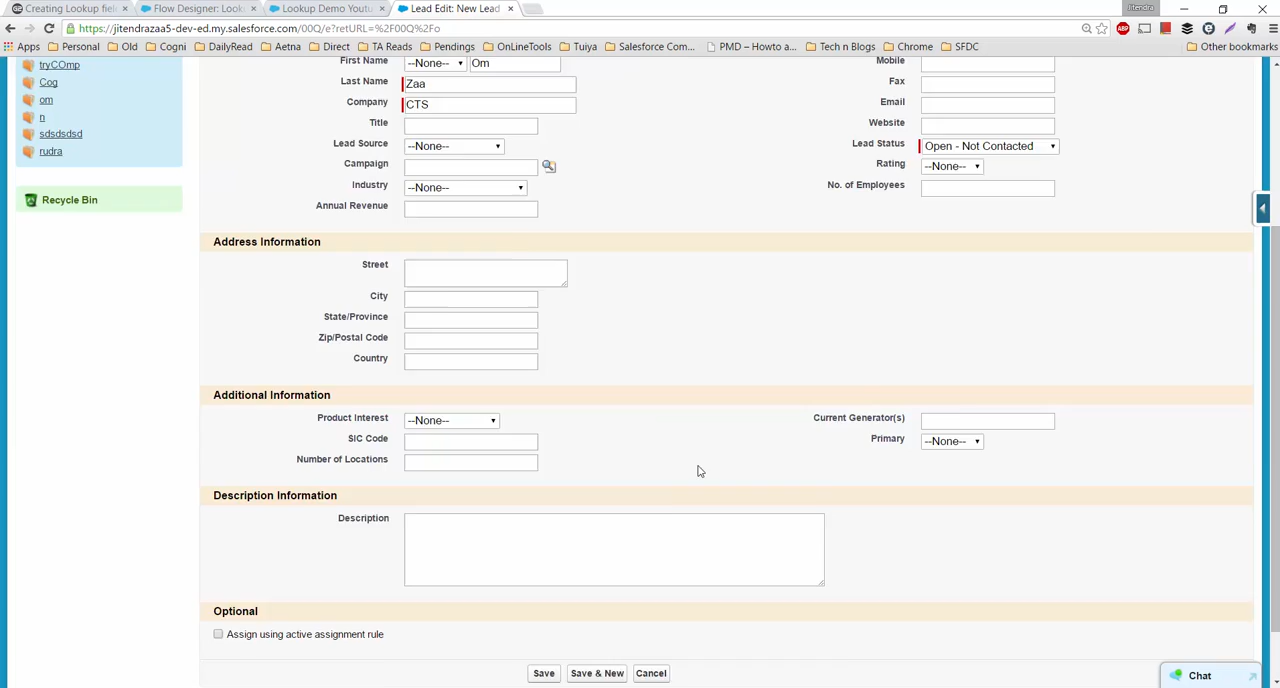 Creating Lookup fiel
Flow Designer: Looku
Lookup Demo Youtu
Lead Edit: New Lead
Jitendra
https://jitendrazaa5-dev-ed.my.salesforce.com/00Q/e?retURL=%2F00Q%2Fo
Apps Personal Old Cogni DailyRead Aetna Direct TA Reads Pendings OnLineTools Tuiya Salesforce Com... PMD – Howto a... Tech n Blogs Chrome SFDC Other bookmarks
tryCOmp
Cog
om
n
sdsdsdsd
rudra
Recycle Bin
First Name --None-- Om Mobile
Last Name Zaa Fax
Company CTS Email
Title Website
Lead Source --None-- Lead Status Open - Not Contacted
Campaign Rating --None--
Industry --None-- No. of Employees
Annual Revenue
Address Information
Street
City
State/Province
Zip/Postal Code
Country
Additional Information
Product Interest --None-- Current Generator(s)
SIC Code Primary --None--
Number of Locations
Description Information
Description
Optional
Assign using active assignment rule
Save Save & New Cancel
Chat